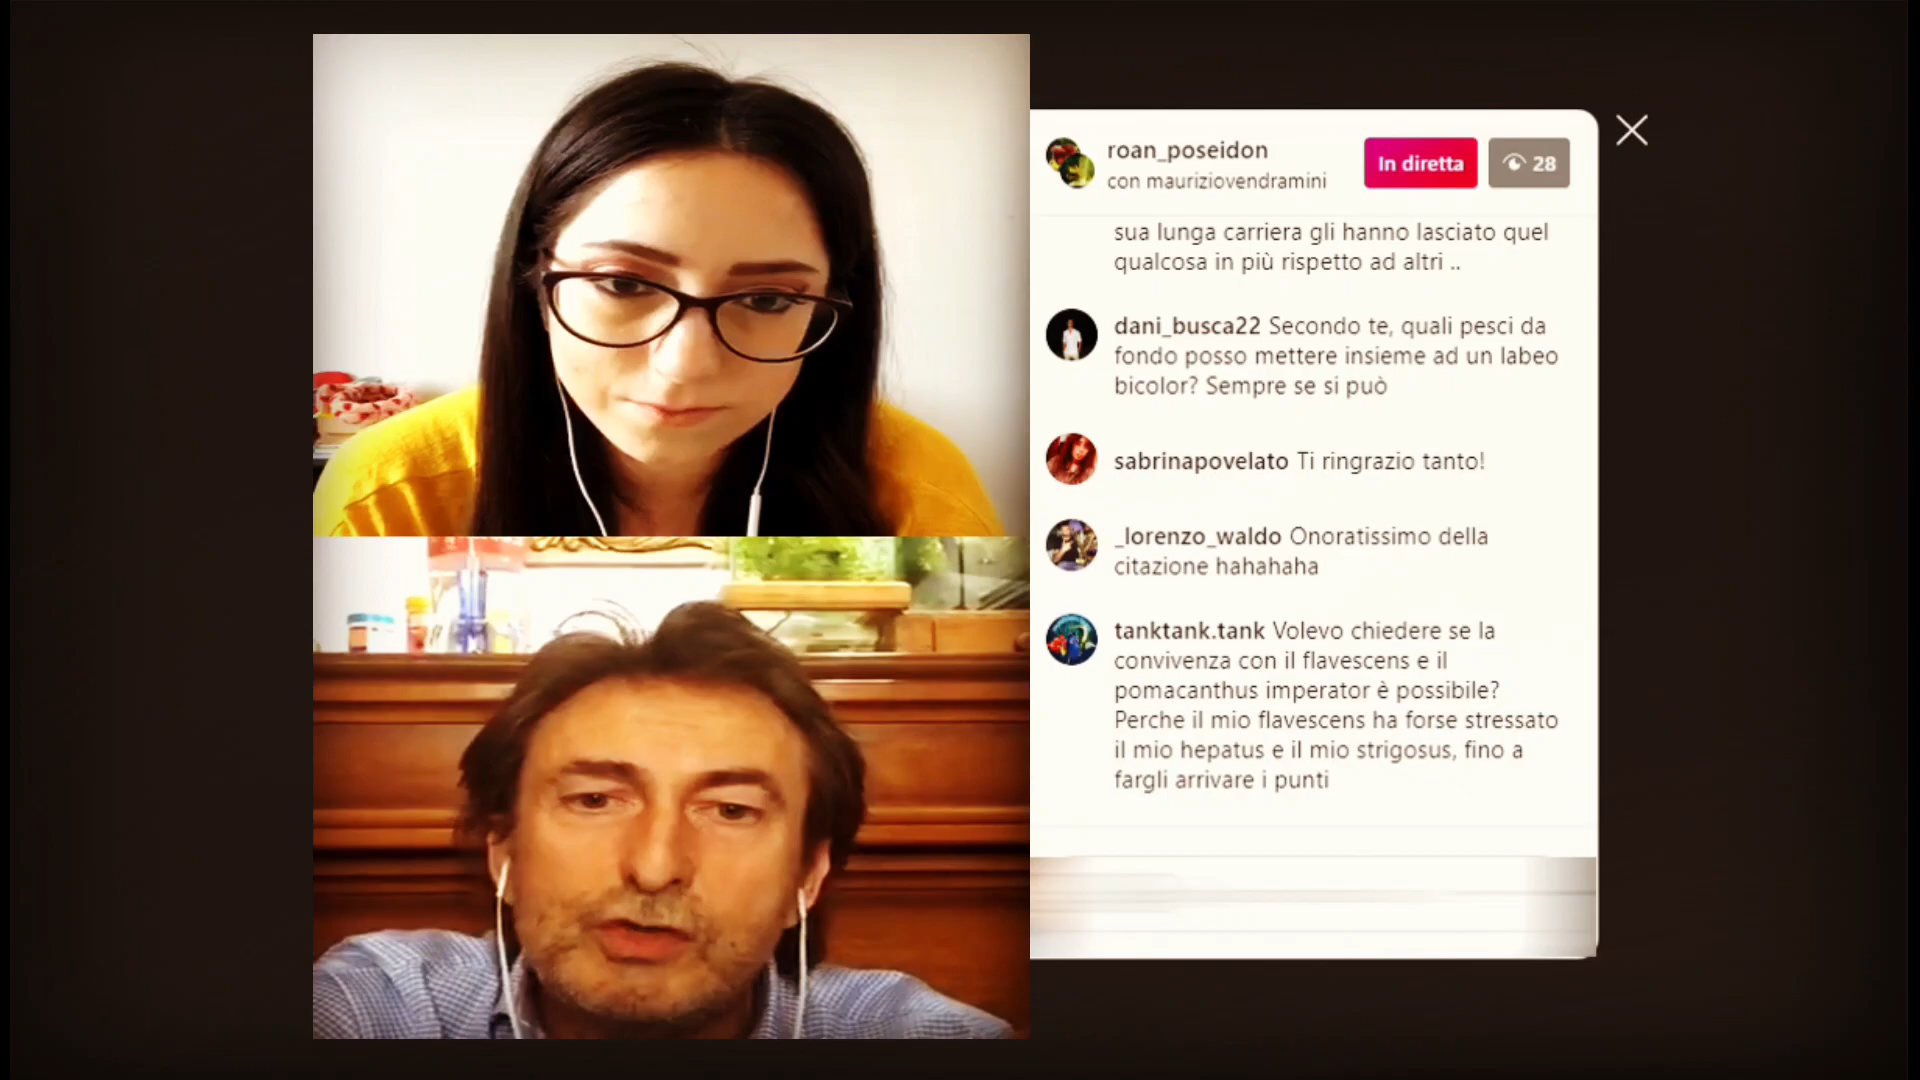 roan_poseidon
con mauriziovendramini
In diretta
28
sua lunga carriera gli hanno lasciato quel
qualcosa in più rispetto ad altri ..
dani_busca22 Secondo te, quali pesci da
fondo posso mettere insieme ad un labeo
bicolor? Sempre se si può
sabrinapovelato Ti ringrazio tanto!
_lorenzo_waldo Onoratissimo della
citazione hahahaha
tanktank.tank Volevo chiedere se la
convivenza con il flavescens e il
pomacanthus imperator è possibile?
Perche il mio flavescens ha forse stressato
il mio hepatus e il mio strigosus, fino a
fargli arrivare i punti